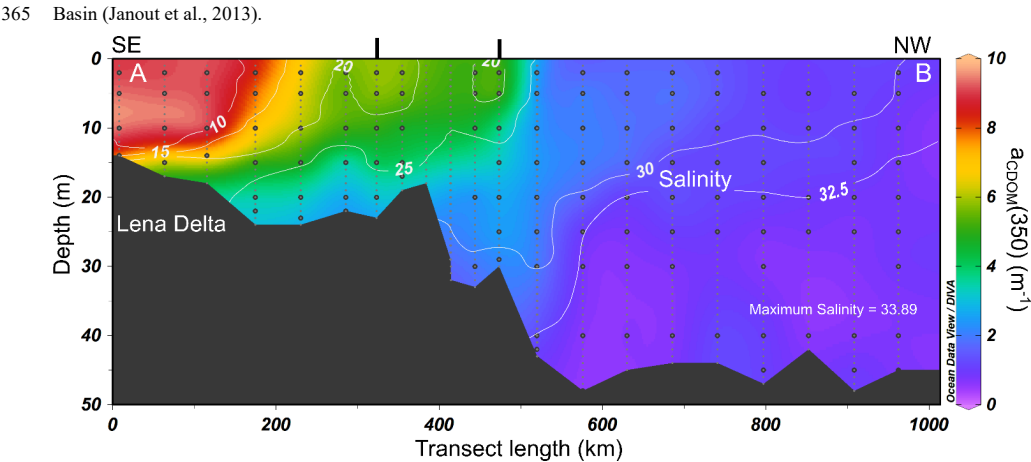 365 Basin (Janout et al., 2013).
SE NW
A B
0
10
20
30
40
50
Depth (m)
20 20
10
15
25
30 Salinity
32.5
Lena Delta
Maximum Salinity = 33.89
Ocean Data View / DIVA
10
8
6
4
2
0
aCDOM(350) (m⁻¹)
0 200 400 600 800 1000
Transect length (km)